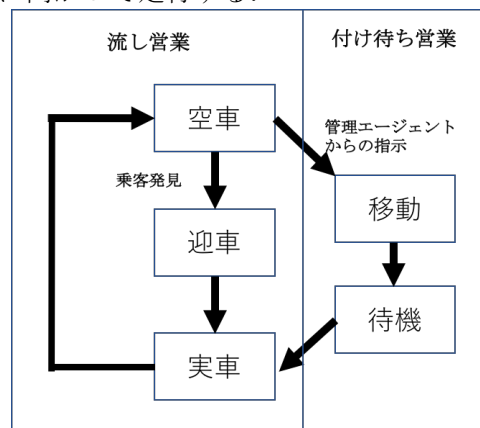 流し営業
付け待ち営業
空車
管理エージェント
からの指示
乗客発見
移動
迎車
待機
実車